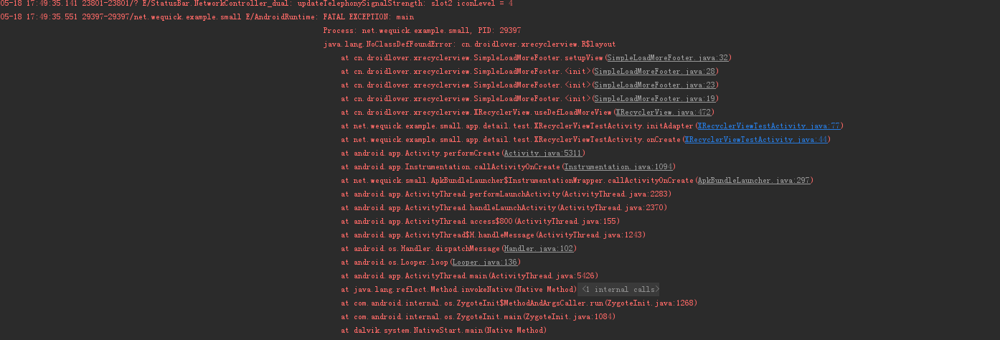 05-18 17:49:35.141 23801-23801/? E/StatusBar.NetworkController_dual: updateTelephonySignalStrength: slot2 iconLevel = 4
05-18 17:49:35.551 29397-29397/net.wequick.example.small E/AndroidRuntime: FATAL EXCEPTION: main
Process: net.wequick.example.small, PID: 29397
java.lang.NoClassDefFoundError: cn.droidlover.xrecyclerview.R$layout
at cn.droidlover.xrecyclerview.SimpleLoadMoreFooter.setupView(SimpleLoadMoreFooter.java:32)
at cn.droidlover.xrecyclerview.SimpleLoadMoreFooter.<init>(SimpleLoadMoreFooter.java:28)
at cn.droidlover.xrecyclerview.SimpleLoadMoreFooter.<init>(SimpleLoadMoreFooter.java:23)
at cn.droidlover.xrecyclerview.SimpleLoadMoreFooter.<init>(SimpleLoadMoreFooter.java:19)
at cn.droidlover.xrecyclerview.XRecyclerView.useDefLoadMoreView(XRecyclerView.java:472)
at net.wequick.example.small.app.detail.test.XRecyclerViewTestActivity.initAdapter(XRecyclerViewTestActivity.java:77)
at net.wequick.example.small.app.detail.test.XRecyclerViewTestActivity.onCreate(XRecyclerViewTestActivity.java:44)
at android.app.Activity.performCreate(Activity.java:5311)
at android.app.Instrumentation.callActivityOnCreate(Instrumentation.java:1094)
at net.wequick.small.ApkBundleLauncher$InstrumentationWrapper.callActivityOnCreate(ApkBundleLauncher.java:297)
at android.app.ActivityThread.performLaunchActivity(ActivityThread.java:2283)
at android.app.ActivityThread.handleLaunchActivity(ActivityThread.java:2370)
at android.app.ActivityThread.access$800(ActivityThread.java:155)
at android.app.ActivityThread$H.handleMessage(ActivityThread.java:1243)
at android.os.Handler.dispatchMessage(Handler.java:102)
at android.os.Looper.loop(Looper.java:136)
at android.app.ActivityThread.main(ActivityThread.java:5426)
at java.lang.reflect.Method.invokeNative(Native Method) <1 internal calls>
at com.android.internal.os.ZygoteInit$MethodAndArgsCaller.run(ZygoteInit.java:1268)
at com.android.internal.os.ZygoteInit.main(ZygoteInit.java:1084)
at dalvik.system.NativeStart.main(Native Method)